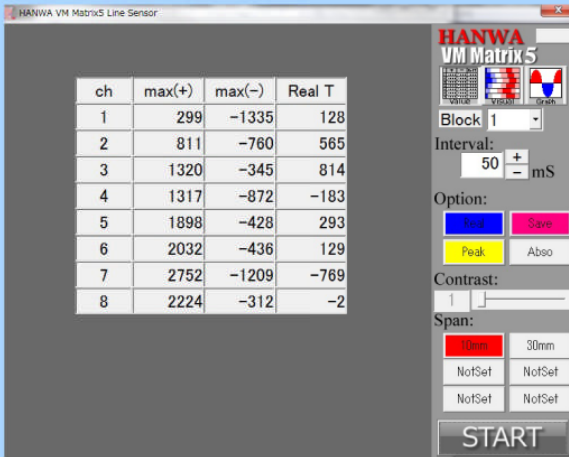 HANWA VM Matrix5 Line Sensor
HANWA
VM Matrix5
Value Visual Graph
ch max(+) max(-) Real T
1 299 -1335 128
2 811 -760 565
3 1320 -345 814
4 1317 -872 -183
5 1898 -428 293
6 2032 -436 129
7 2752 -1209 -769
8 2224 -312 -2
Block 1
Interval:
50 + - mS
Option:
Real Save
Peak Abso
Contrast:
1
Span:
10mm 30mm
NotSet NotSet
NotSet NotSet
START